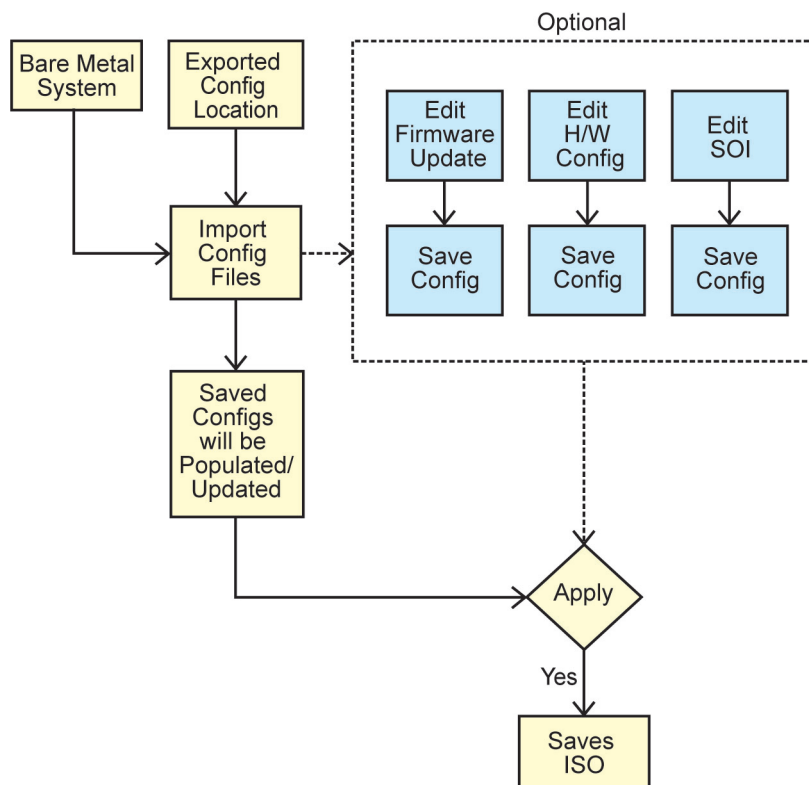 Optional
Bare Metal
System
Exported
Config
Location
Edit
Firmware
Update
Edit
H/W
Config
Edit
SOI
Import
Config
Files
Save
Config
Save
Config
Save
Config
Saved
Configs
will be
Populated/
Updated
Apply
Yes
Saves
ISO